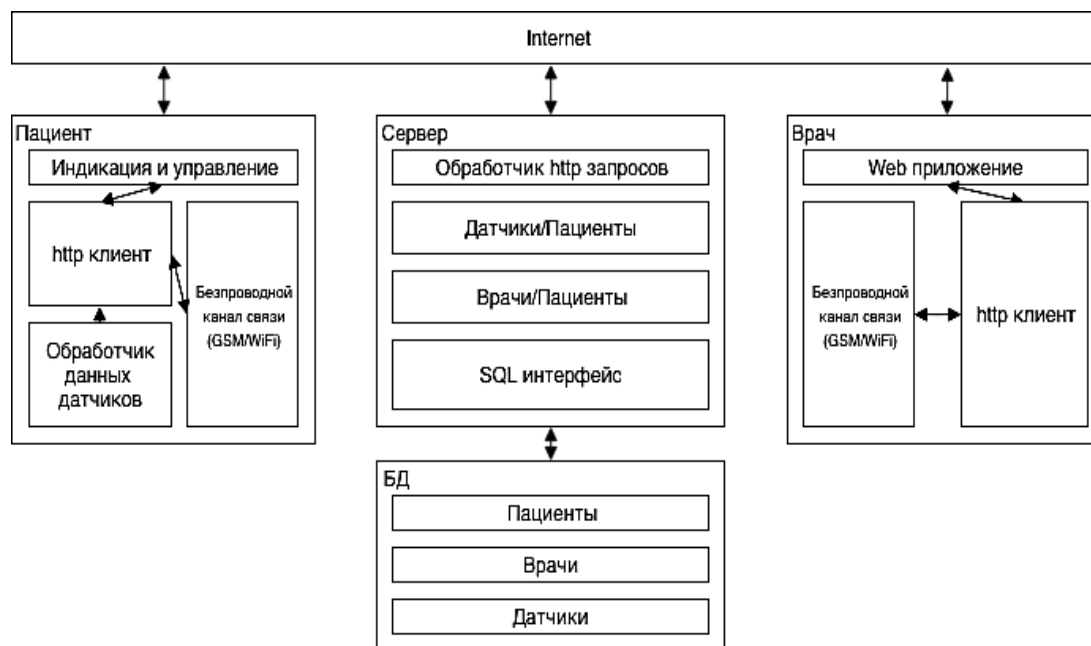 Internet
Пациент
Индикация и управление
http клиент
Безпроводной
канал связи
(GSM/WiFi)
Обработчик
данных
датчиков
Сервер
Обработчик http запросов
Датчики/Пациенты
Врачи/Пациенты
SQL интерфейс
Врач
Web приложение
Безпроводной
канал связи
(GSM/WiFi)
http клиент
БД
Пациенты
Врачи
Датчики